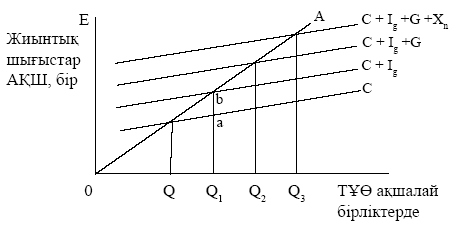 E
A
C + Ig +G +Xn
Жиынтық
шығыстар
АҚШ, бір
C + Ig +G
C + Ig
C
b
a
0
Q
Q1
Q2
Q3
ТҰӨ ақшалай
бірліктерде